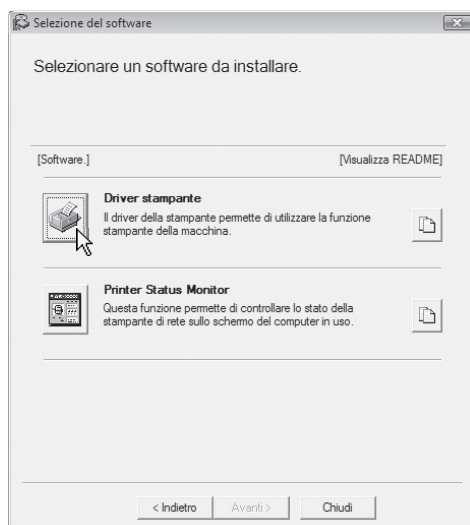 Selezione del software
Selezionare un software da installare.
[Software.] [Visualizza README]
Driver stampante
Il driver della stampante permette di utilizzare la funzione
stampante della macchina.
Printer Status Monitor
Questa funzione permette di controllare lo stato della
stampante di rete sullo schermo del computer in uso.
< Indietro Avanti > Chiudi